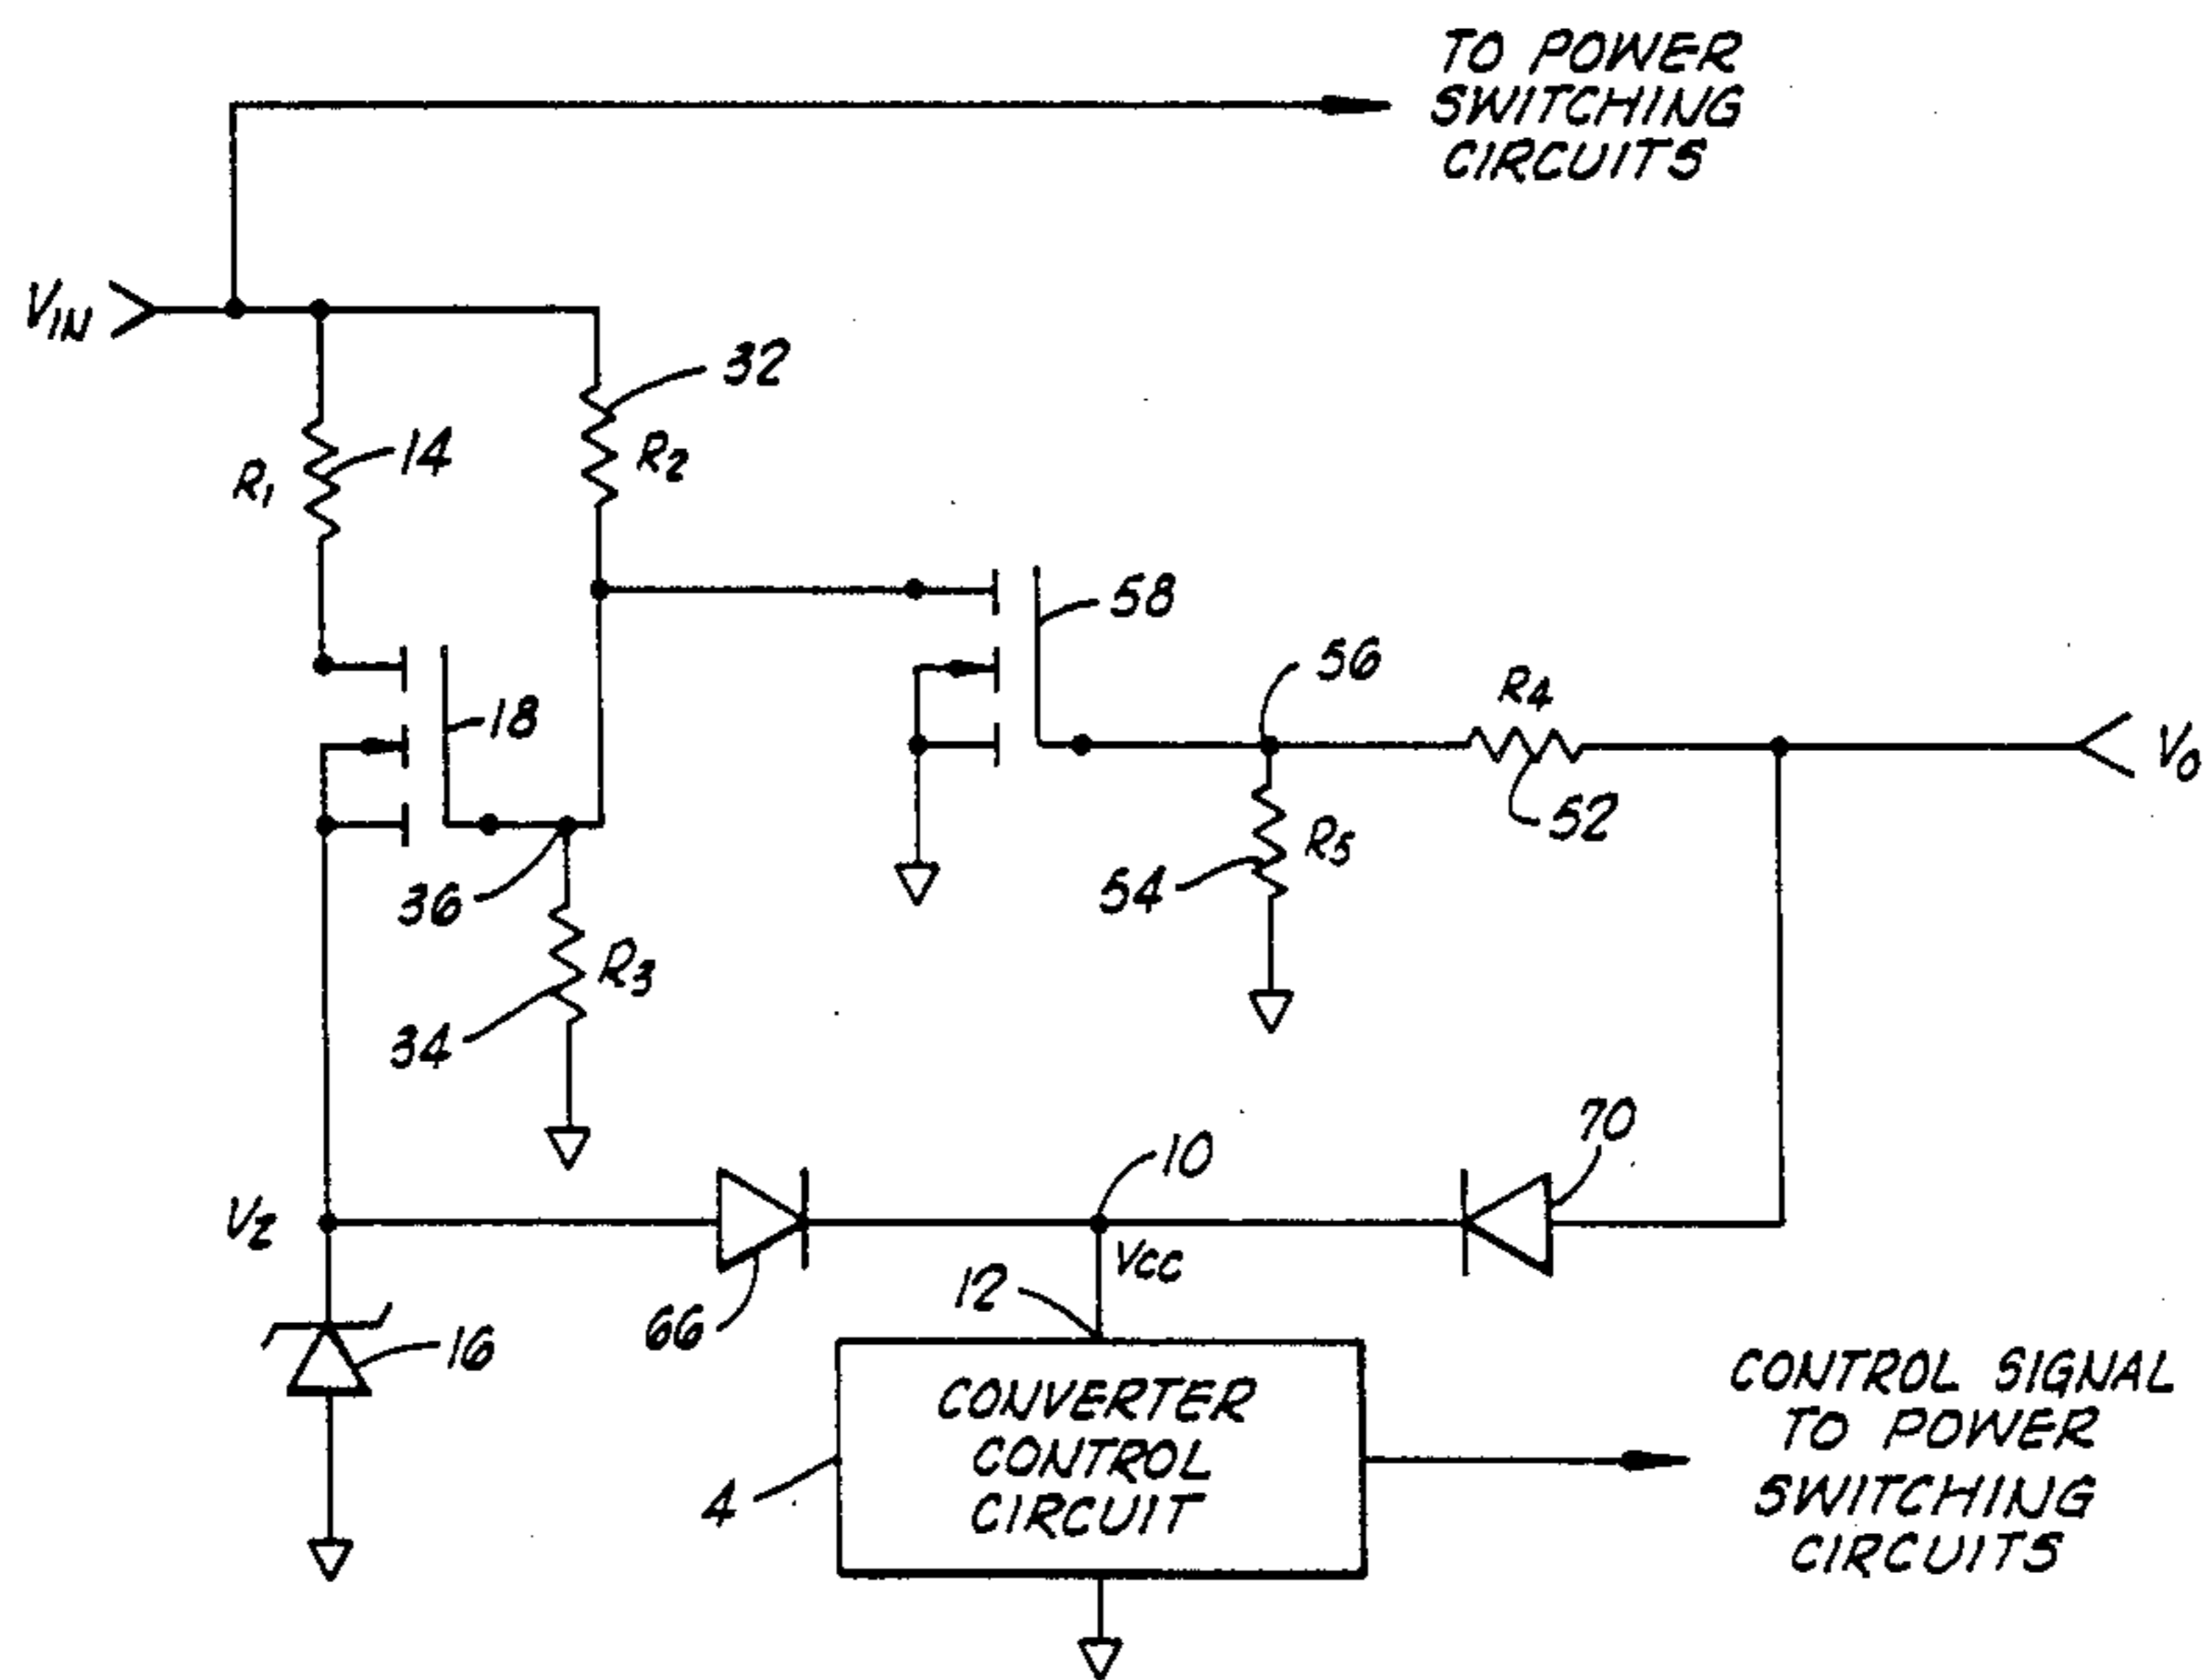 TO POWER
SWITCHING
CIRCUITS
VIN
32
14
R1
R2
58
56
R4
18
VO
52
R5
54
36
R3
34
70
10
VZ
VCC
12
66
16
CONVERTER
CONTROL
CIRCUIT
4
CONTROL SIGNAL
TO POWER
SWITCHING
CIRCUITS